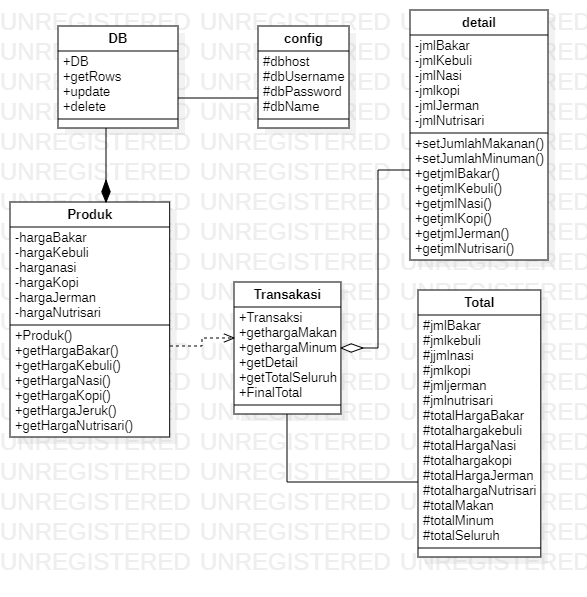 DB
+DB
+getRows
+update
+delete
config
#dbhost
#dbUsername
#dbPassword
#dbName
detail
-jmlBakar
-jmlKebuli
-jmlNasi
-jmlkopi
-jmlJerman
-jmlNutrisari
+setJumlahMakanan()
+setJumlahMinuman()
+getjmlBakar()
+getjmlKebuli()
+getjmlNasi()
+getjmlKopi()
+getjmlJerman()
+getjmlNutrisari()
Produk
-hargaBakar
-hargaKebuli
-harganasi
-hargaKopi
-hargaJerman
-hargaNutrisari
+Produk()
+getHargaBakar()
+getHargaKebuli()
+getHargaNasi()
+getHargaKopi()
+getHargaJeruk()
+getHargaNutrisari()
Transakasi
+Transaksi
+gethargaMakan
+gethargaMinum
+getDetail
+getTotalSeluruh
+FinalTotal
Total
#jmlBakar
#jmlkebuli
#jjmlnasi
#jmlkopi
#jmljerman
#jmlnutrisari
#totalHargaBakar
#totalhargakebuli
#totalHargaNasi
#totalhargakopi
#totalHargaJerman
#totalhargaNutrisari
#totalMakan
#totalMinum
#totalSeluruh
UNREGISTERED UNREGISTERED UNREGISTERED